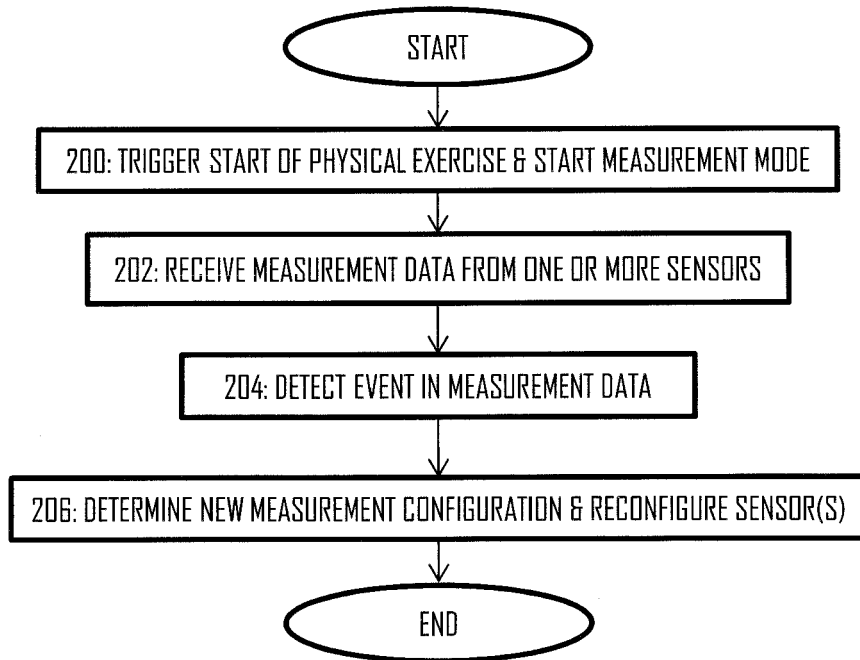 START
200: TRIGGER START OF PHYSICAL EXERCISE & START MEASUREMENT MODE
202: RECEIVE MEASUREMENT DATA FROM ONE OR MORE SENSORS
204: DETECT EVENT IN MEASUREMENT DATA
206: DETERMINE NEW MEASUREMENT CONFIGURATION & RECONFIGURE SENSOR(S)
END